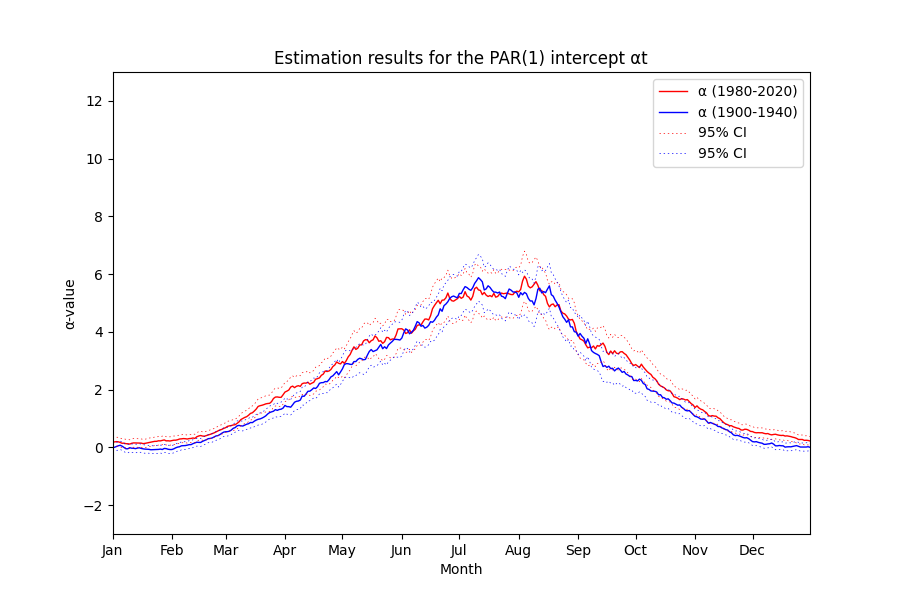 Estimation results for the PAR(1) intercept αt
α (1980-2020)
α (1900-1940)
95% CI
95% CI
12
10
8
6
4
2
0
−2
α-value
Jan Feb Mar Apr May Jun Jul Aug Sep Oct Nov Dec
Month